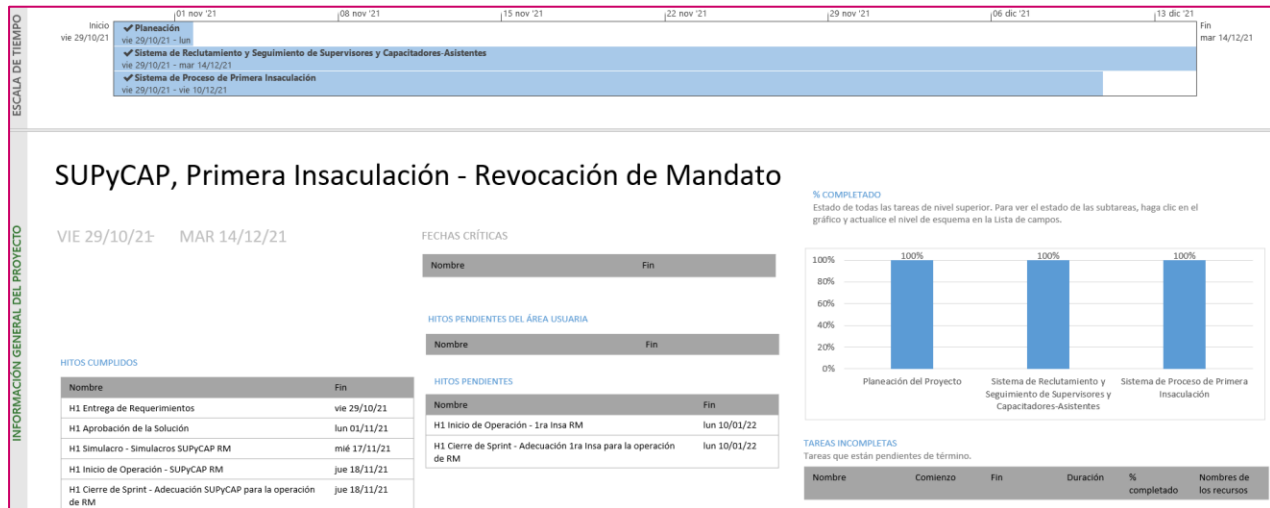 ESCALA DE TIEMPO
01 nov '21
08 nov '21
15 nov '21
22 nov '21
29 nov '21
06 dic '21
13 dic '21
Inicio
vie 29/10/21
✔Planeación
vie 29/10/21 - lun
✔Sistema de Reclutamiento y Seguimiento de Supervisores y Capacitadores-Asistentes
vie 29/10/21 - mar 14/12/21
✔Sistema de Proceso de Primera Insaculación
vie 29/10/21 - vie 10/12/21
Fin
mar 14/12/21
INFORMACIÓN GENERAL DEL PROYECTO
SUPyCAP, Primera Insaculación - Revocación de Mandato
VIE 29/10/21- MAR 14/12/21
HITOS CUMPLIDOS
Nombre Fin
H1 Entrega de Requerimientos vie 29/10/21
H1 Aprobación de la Solución lun 01/11/21
H1 Simulacro - Simulacros SUPyCAP RM mié 17/11/21
H1 Inicio de Operación - SUPyCAP RM jue 18/11/21
H1 Cierre de Sprint - Adecuación SUPyCAP para la operación jue 18/11/21
de RM
FECHAS CRÍTICAS
Nombre Fin
HITOS PENDIENTES DEL ÁREA USUARIA
Nombre Fin
HITOS PENDIENTES
Nombre Fin
H1 Inicio de Operación - 1ra Insa RM lun 10/01/22
H1 Cierre de Sprint - Adecuación 1ra Insa para la operación lun 10/01/22
de RM
% COMPLETADO
Estado de todas las tareas de nivel superior. Para ver el estado de las subtareas, haga clic en el
gráfico y actualice el nivel de esquema en la Lista de campos.
100%
80%
60%
40%
20%
0%
100% 100% 100%
Planeación del Proyecto
Sistema de Reclutamiento y
Seguimiento de Supervisores y
Capacitadores-Asistentes
Sistema de Proceso de Primera
Insaculación
TAREAS INCOMPLETAS
Tareas que están pendientes de término.
Nombre Comienzo Fin Duración % Nombres de
completado los recursos